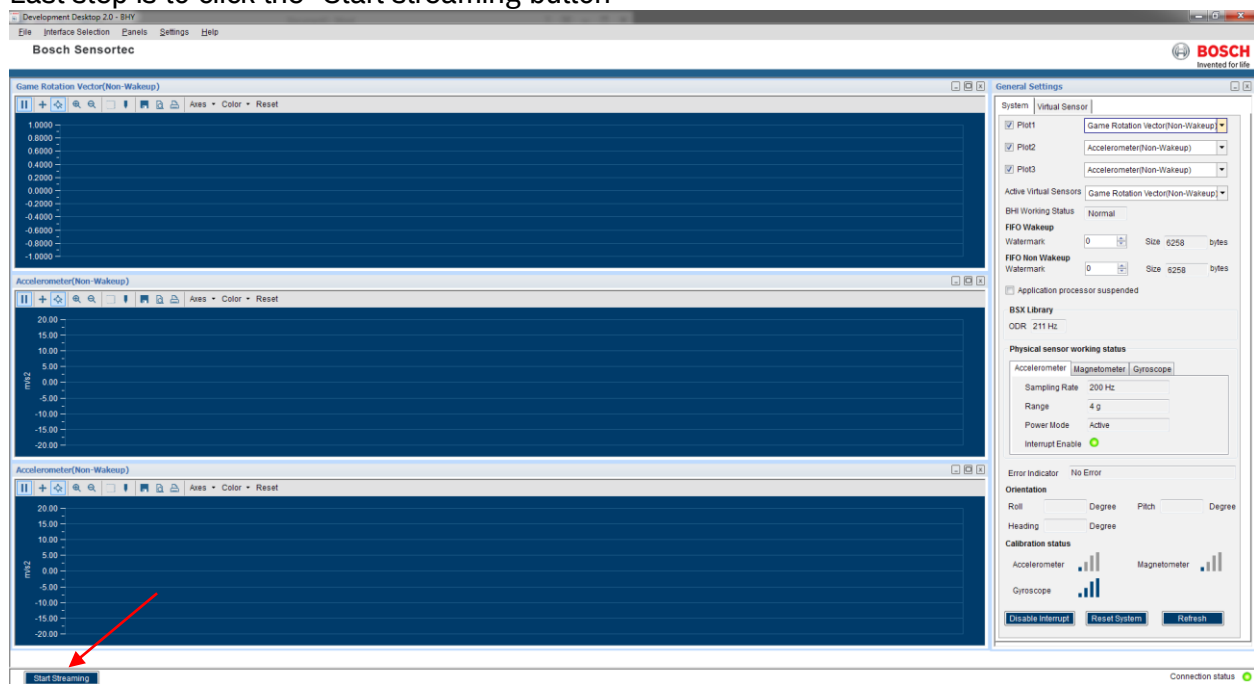 Last step is to click the "Start streaming button"
Development Desktop 2.0 - BHY
File Interface Selection Panels Settings Help
Bosch Sensortec
BOSCH
Invented for life
Game Rotation Vector(Non-Wakeup)
Axes Color Reset
1.0000
0.8000
0.6000
0.4000
0.2000
0.0000
-0.2000
-0.4000
-0.6000
-0.8000
-1.0000
Accelerometer(Non-Wakeup)
Axes Color Reset
20.00
15.00
10.00
5.00
0.00
-5.00
-10.00
-15.00
-20.00
m/s2
Accelerometer(Non-Wakeup)
Axes Color Reset
20.00
15.00
10.00
5.00
0.00
-5.00
-10.00
-15.00
-20.00
m/s2
Start Streaming
General Settings
System Virtual Sensor
Plot1 Game Rotation Vector(Non-Wakeup)
Plot2 Accelerometer(Non-Wakeup)
Plot3 Accelerometer(Non-Wakeup)
Active Virtual Sensors Game Rotation Vector(Non-Wakeup)
BHI Working Status Normal
FIFO Wakeup
Watermark 0 Size 6258 bytes
FIFO Non Wakeup
Watermark 0 Size 6258 bytes
Application processor suspended
BSX Library
ODR 211 Hz
Physical sensor working status
Accelerometer Magnetometer Gyroscope
Sampling Rate 200 Hz
Range 4 g
Power Mode Active
Interrupt Enable
Error Indicator No Error
Orientation
Roll Degree Pitch Degree
Heading Degree
Calibration status
Accelerometer Magnetometer
Gyroscope
Disable Interrupt Reset System Refresh
Connection status